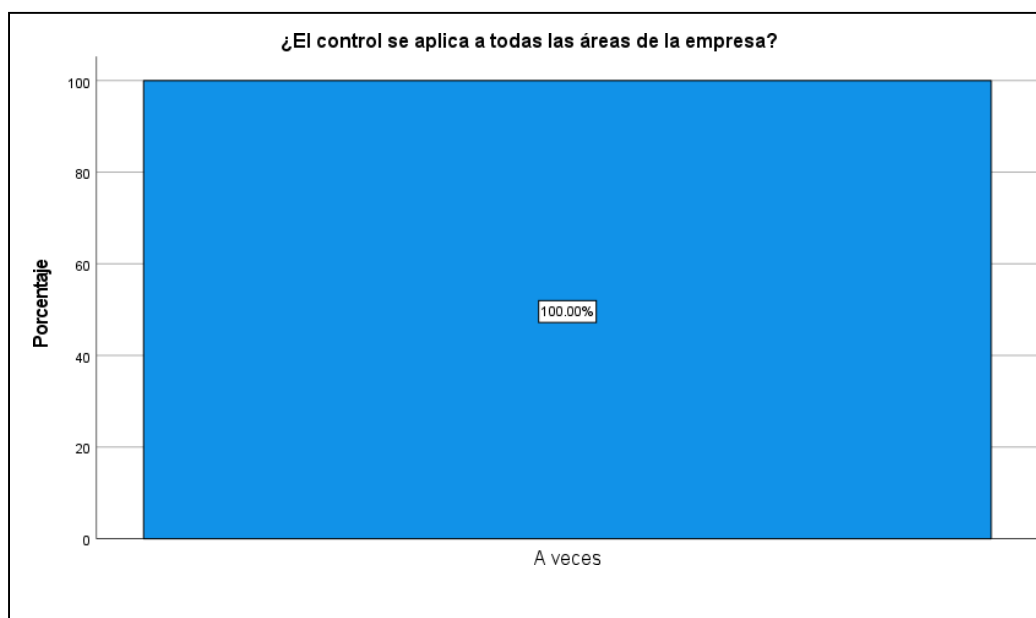 ¿El control se aplica a todas las áreas de la empresa?
Porcentaje
100
80
60
40
20
0
100.00%
A veces